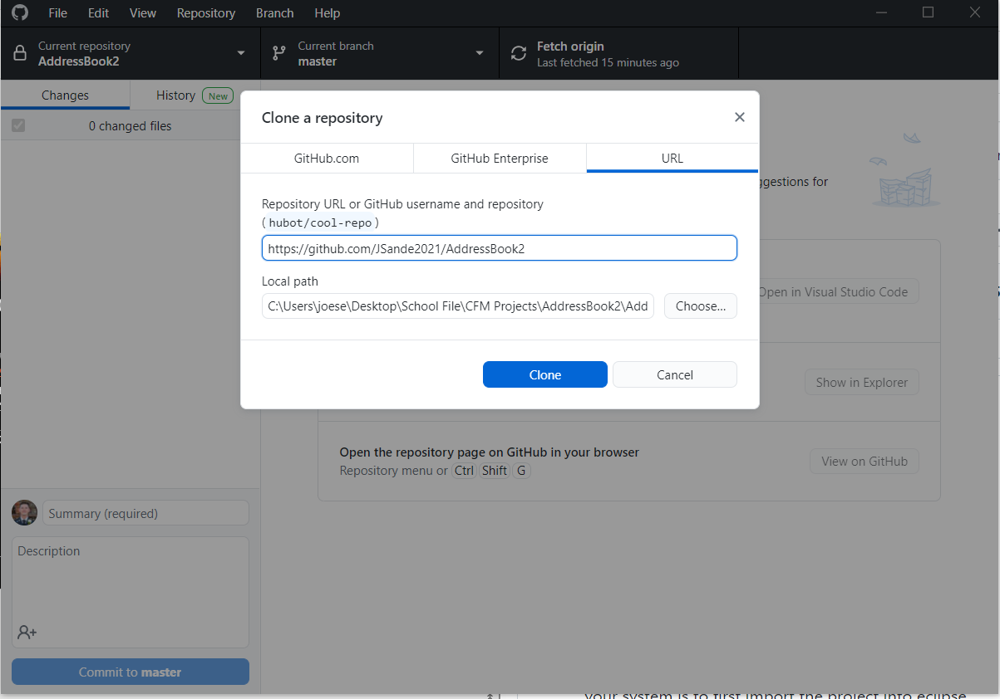 File Edit View Repository Branch Help
Current repository
AddressBook2
Current branch
master
Fetch origin
Last fetched 15 minutes ago
Changes
History New
0 changed files
Clone a repository
GitHub.com
GitHub Enterprise
URL
Repository URL or GitHub username and repository
(hubot/cool-repo)
https://github.com/JSande2021/AddressBook2
Local path
C:\Users\joese\Desktop\School File\CFM Projects\AddressBook2\Add
Choose...
Clone
Cancel
for
Open in Visual Studio Code
Show in Explorer
Open the repository page on GitHub in your browser
Repository menu or Ctrl Shift G
View on GitHub
Summary (required)
Description
Commit to master
your system is to first import the project into eclipse